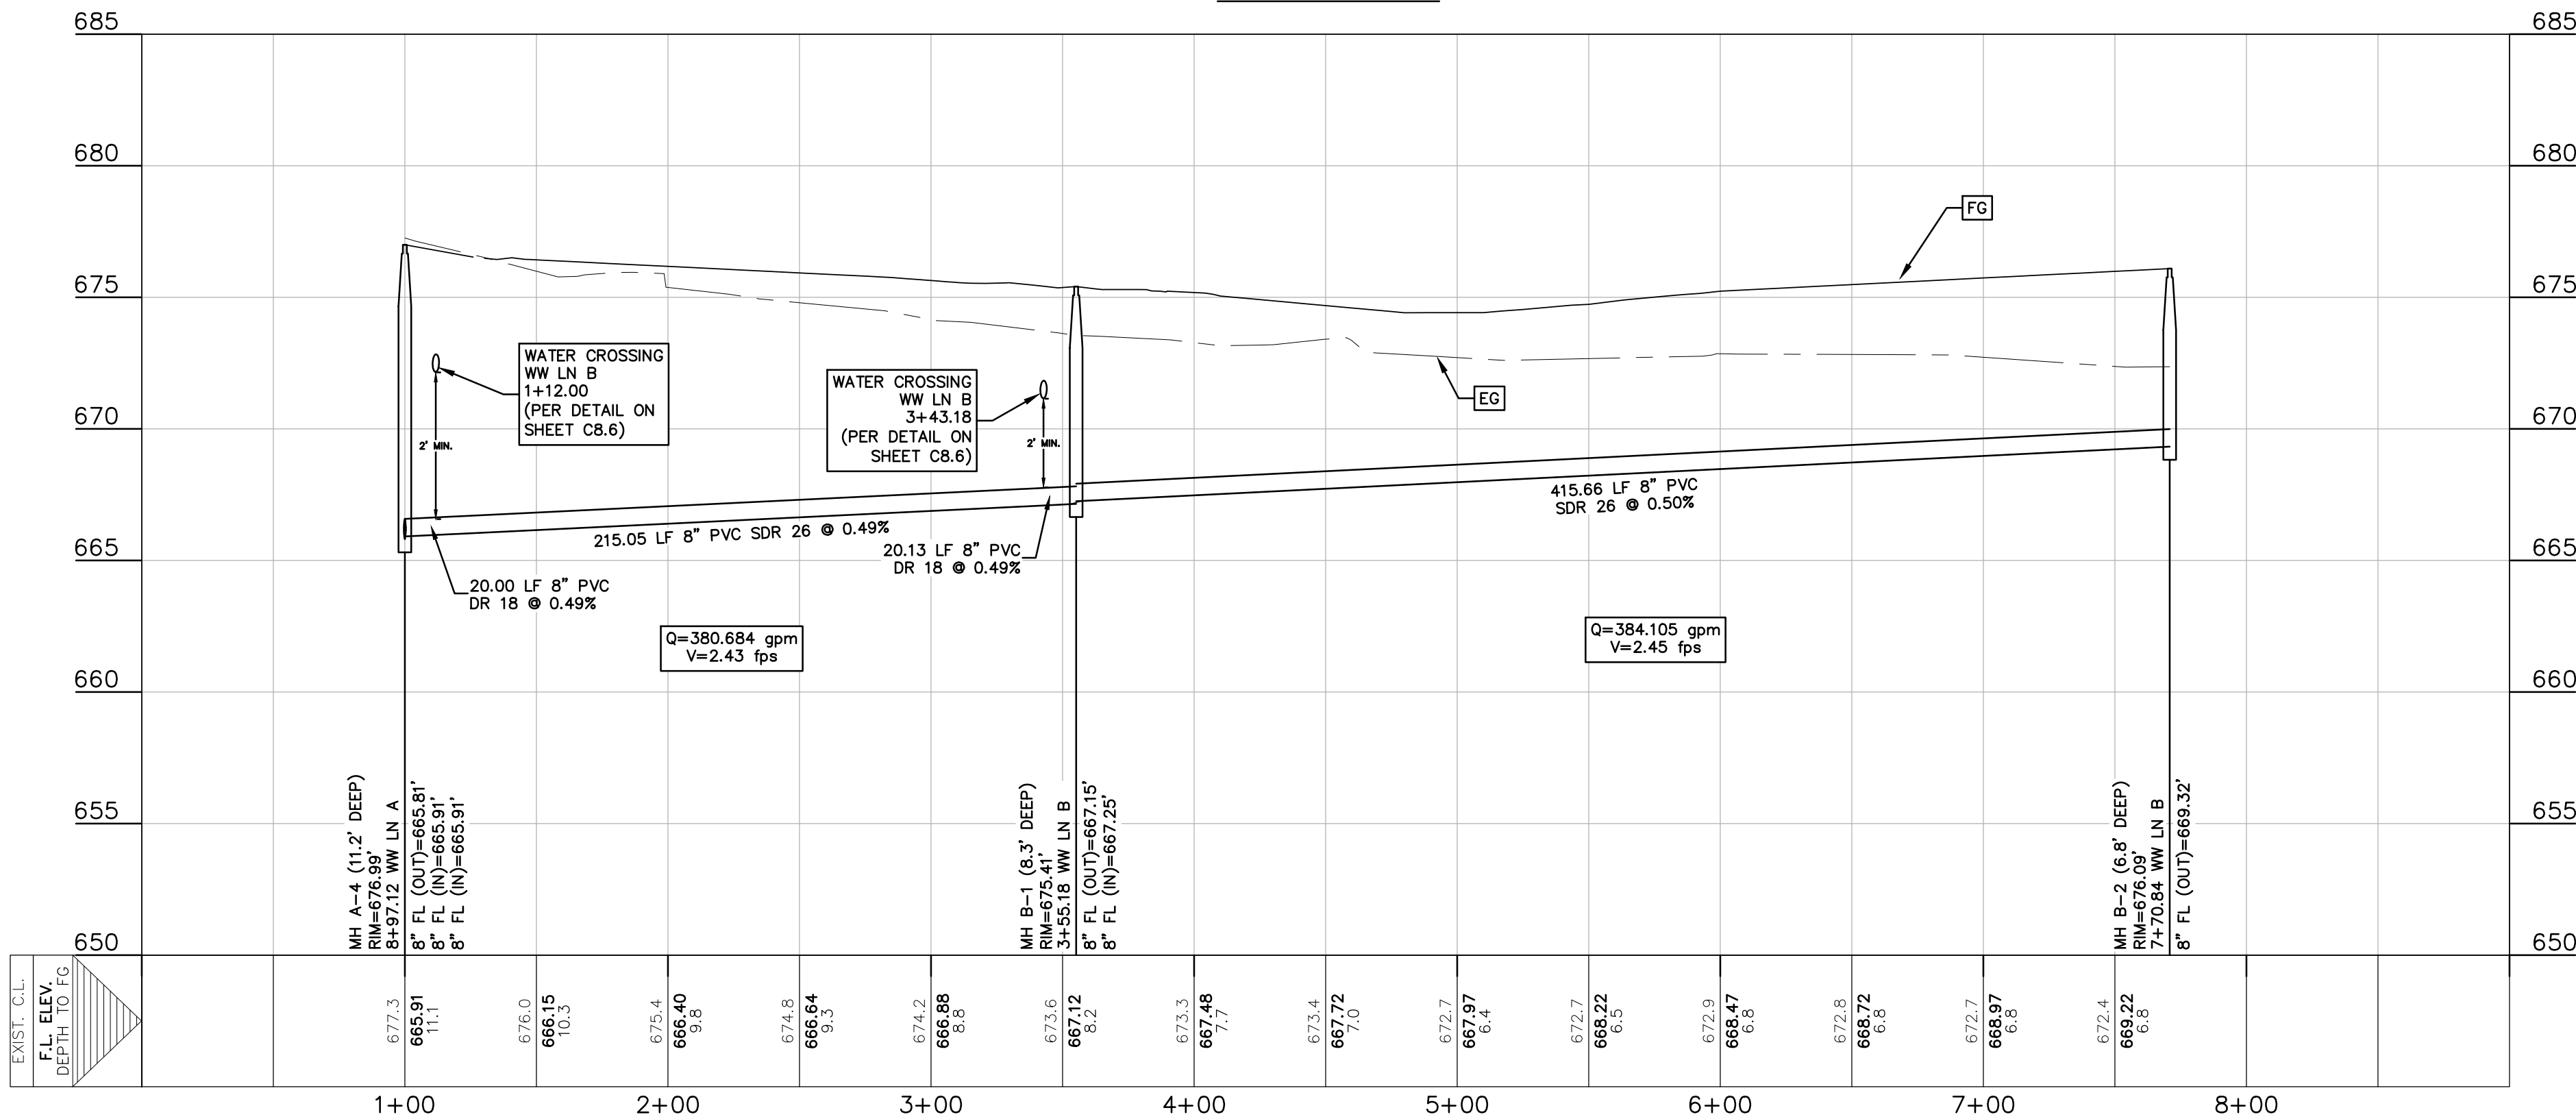 685
685
680
680
675
675
670
670
665
665
660
660
655
655
650
650
FG
EG
WATER CROSSING
WW LN B
1+12.00
(PER DETAIL ON
SHEET C8.6)
2' MIN.
WATER CROSSING
WW LN B
3+43.18
(PER DETAIL ON
SHEET C8.6)
2' MIN.
215.05 LF 8" PVC SDR 26 @ 0.49%
20.00 LF 8" PVC
DR 18 @ 0.49%
20.13 LF 8" PVC
DR 18 @ 0.49%
415.66 LF 8" PVC
SDR 26 @ 0.50%
Q=380.684 gpm
V=2.43 fps
Q=384.105 gpm
V=2.45 fps
MH A-4 (11.2' DEEP)
RIM=676.99'
8+97.12 WW LN A
8" FL (OUT)=665.81'
8" FL (IN)=665.91'
8" FL (IN)=665.91'
MH B-1 (8.3' DEEP)
RIM=675.41'
3+55.18 WW LN B
8" FL (OUT)=667.15'
8" FL (IN)=667.25'
MH B-2 (6.8' DEEP)
RIM=676.09'
7+70.84 WW LN B
8" FL (OUT)=669.32'
EXIST. C.L.
F.L. ELEV.
DEPTH TO FG
677.3
665.91
11.1
676.0
666.15
10.3
675.4
666.40
9.8
674.8
666.64
9.3
674.2
666.88
8.8
673.6
667.12
8.2
673.3
667.48
7.7
673.4
667.72
7.0
672.7
667.97
6.4
672.7
668.22
6.5
672.9
668.47
6.8
672.8
668.72
6.8
672.7
668.97
6.8
672.4
669.22
6.8
1+00
2+00
3+00
4+00
5+00
6+00
7+00
8+00